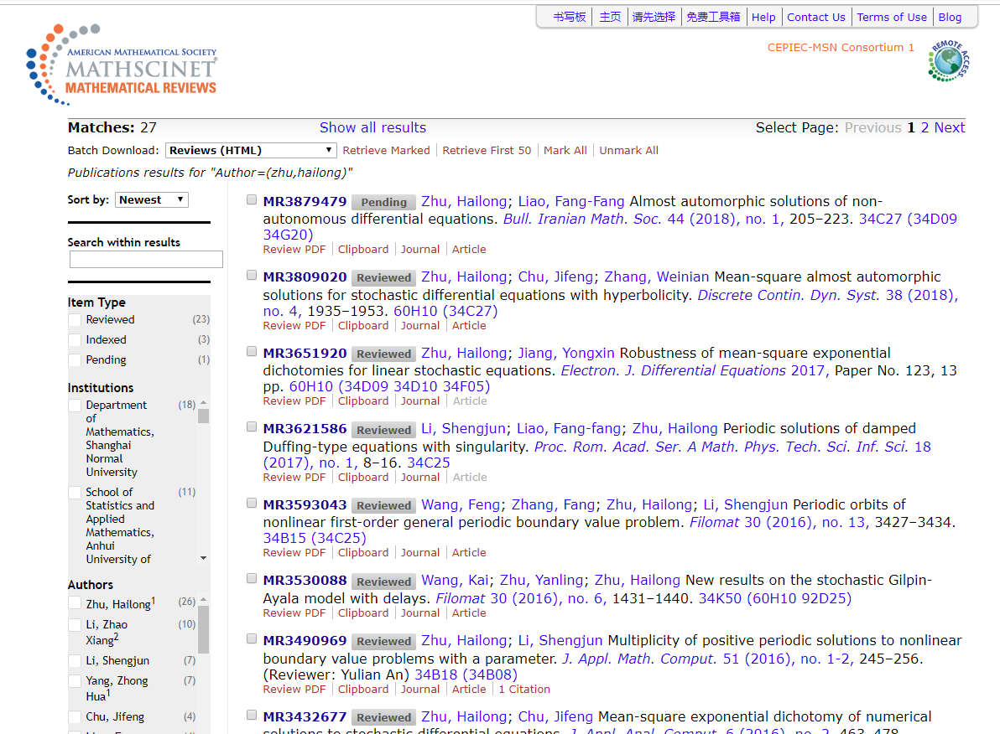 书写板 主页 请先选择 免费工具箱 Help Contact Us Terms of Use Blog
CEPIEC-MSN Consortium 1
REMOTE ACCESS
AMERICAN MATHEMATICAL SOCIETY
MATHSCINET®
MATHEMATICAL REVIEWS
Matches: 27 Show all results Select Page: Previous 1 2 Next
Batch Download: Reviews (HTML) Retrieve Marked Retrieve First 50 Mark All Unmark All
Publications results for "Author=(zhu,hailong)"
Sort by: Newest
Search within results
Item Type
Reviewed (23)
Indexed (3)
Pending (1)
Institutions
Department (18)
of
Mathematics,
Shanghai
Normal
University
School of (11)
Statistics and
Applied
Mathematics,
Anhui
University of
Authors
Zhu, Hailong1 (26)
Li, Zhao (10)
Xiang2
Li, Shengjun (7)
Yang, Zhong (7)
Hua1
Chu, Jifeng (4)
MR3879479 Pending Zhu, Hailong; Liao, Fang-Fang Almost automorphic solutions of non-
autonomous differential equations. Bull. Iranian Math. Soc. 44 (2018), no. 1, 205–223. 34C27 (34D09
34G20)
Review PDF Clipboard Journal Article
MR3809020 Reviewed Zhu, Hailong; Chu, Jifeng; Zhang, Weinian Mean-square almost automorphic
solutions for stochastic differential equations with hyperbolicity. Discrete Contin. Dyn. Syst. 38 (2018),
no. 4, 1935–1953. 60H10 (34C27)
Review PDF Clipboard Journal Article
MR3651920 Reviewed Zhu, Hailong; Jiang, Yongxin Robustness of mean-square exponential
dichotomies for linear stochastic equations. Electron. J. Differential Equations 2017, Paper No. 123, 13
pp. 60H10 (34D09 34D10 34F05)
Review PDF Clipboard Journal Article
MR3621586 Reviewed Li, Shengjun; Liao, Fang-fang; Zhu, Hailong Periodic solutions of damped
Duffing-type equations with singularity. Proc. Rom. Acad. Ser. A Math. Phys. Tech. Sci. Inf. Sci. 18
(2017), no. 1, 8–16. 34C25
Review PDF Clipboard Journal Article
MR3593043 Reviewed Wang, Feng; Zhang, Fang; Zhu, Hailong; Li, Shengjun Periodic orbits of
nonlinear first-order general periodic boundary value problem. Filomat 30 (2016), no. 13, 3427–3434.
34B15 (34C25)
Review PDF Clipboard Journal Article
MR3530088 Reviewed Wang, Kai; Zhu, Yanling; Zhu, Hailong New results on the stochastic Gilpin-
Ayala model with delays. Filomat 30 (2016), no. 6, 1431–1440. 34K50 (60H10 92D25)
Review PDF Clipboard Journal Article
MR3490969 Reviewed Zhu, Hailong; Li, Shengjun Multiplicity of positive periodic solutions to nonlinear
boundary value problems with a parameter. J. Appl. Math. Comput. 51 (2016), no. 1-2, 245–256.
(Reviewer: Yulian An) 34B18 (34B08)
Review PDF Clipboard Journal Article 1 Citation
MR3432677 Reviewed Zhu, Hailong; Chu, Jifeng Mean-square exponential dichotomy of numerical
solutions to stochastic differential equations. J. Appl. Anal. Comput. 6 (2016), no. 2, 463–478.